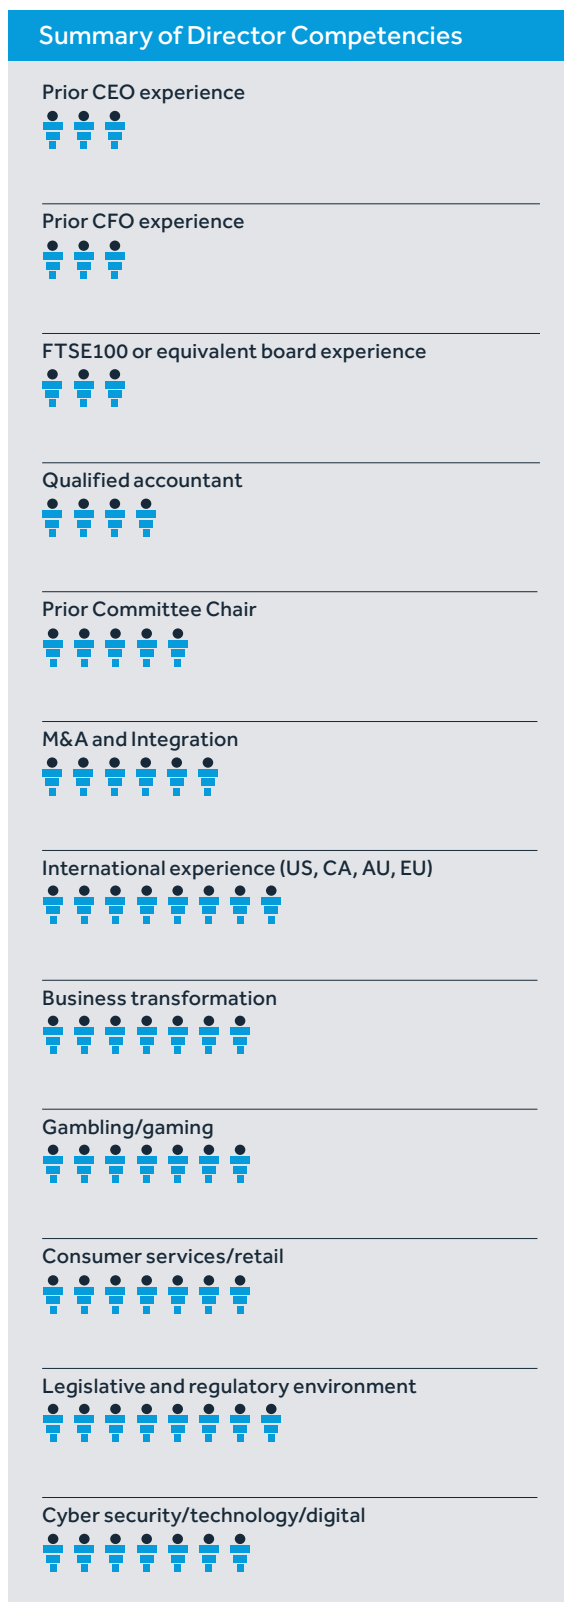 Summary of Director Competencies
Prior CEO experience
Prior CFO experience
FTSE100 or equivalent board experience
Qualified accountant
Prior Committee Chair
M&A and Integration
International experience (US, CA, AU, EU)
Business transformation
Gambling/gaming
Consumer services/retail
Legislative and regulatory environment
Cyber security/technology/digital